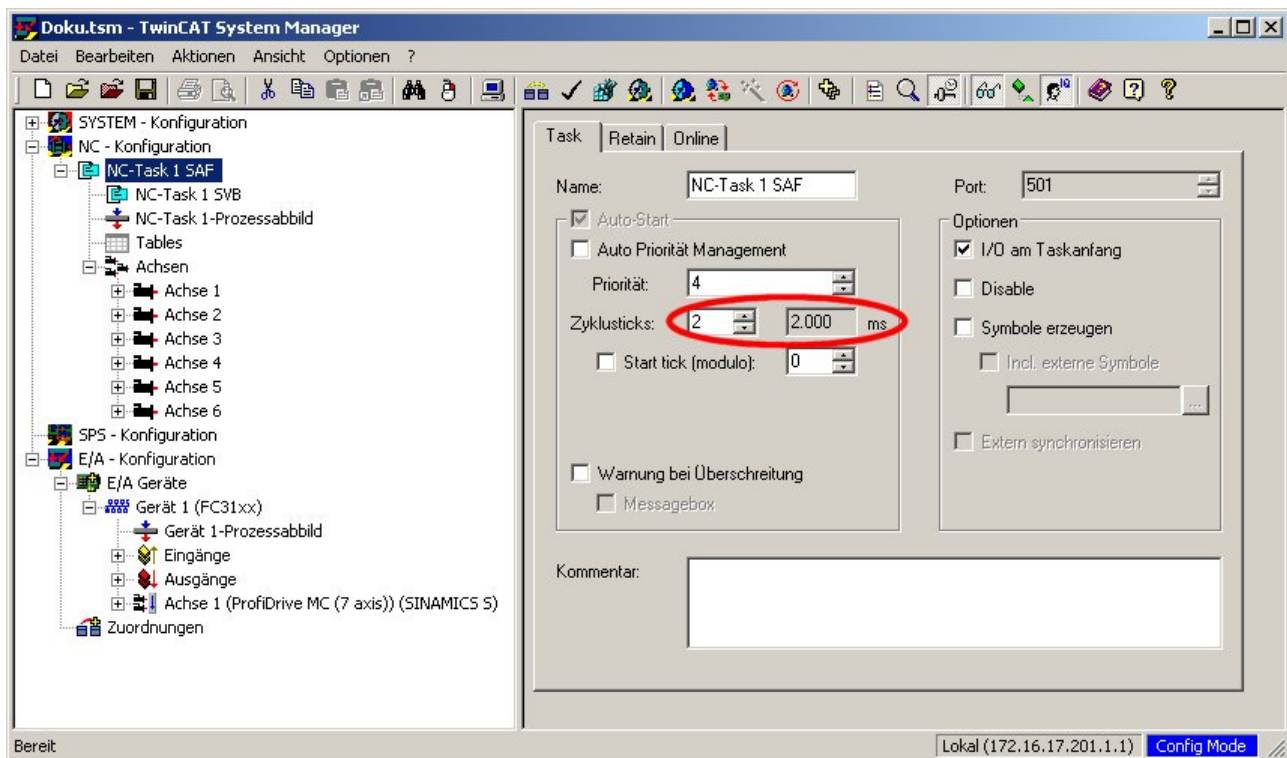 Doku.tsm - TwinCAT System Manager
Datei Bearbeiten Aktionen Ansicht Optionen ?
SYSTEM - Konfiguration
NC - Konfiguration
NC-Task 1 SAF
NC-Task 1 SVB
NC-Task 1-Prozessabbild
Tables
Achsen
Achse 1
Achse 2
Achse 3
Achse 4
Achse 5
Achse 6
SPS - Konfiguration
E/A - Konfiguration
E/A Geräte
Gerät 1 (FC31xx)
Gerät 1-Prozessabbild
Eingänge
Ausgänge
Achse 1 (ProfiDrive MC (7 axis)) (SINAMICS S)
Zuordnungen
Task Retain Online
Name: NC-Task 1 SAF
Port: 501
Auto-Start
Auto Priorität Management
Priorität: 4
Zyklusticks: 2 2.000 ms
Start tick (modulo): 0
Warnung bei Überschreitung
Messagebox
Optionen
I/O am Taskanfang
Disable
Symbole erzeugen
Incl. externe Symbole
...
Extern synchronisieren
Kommentar:
Bereit
Lokal (172.16.17.201.1.1) Config Mode